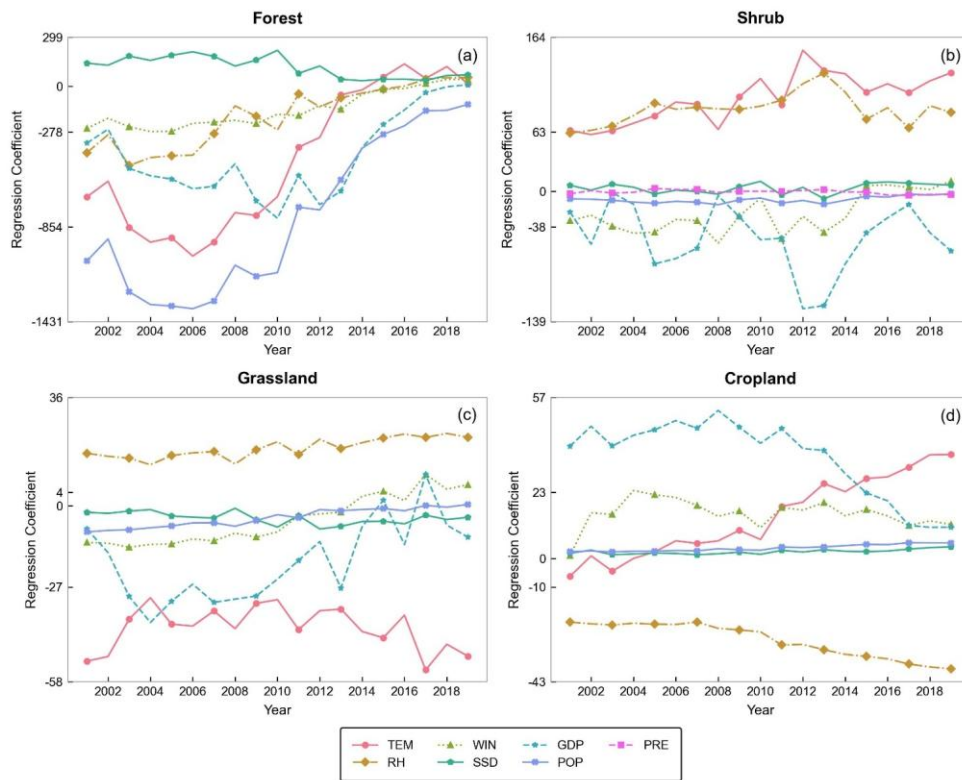 Forest
(a)
299
0
-278
-854
-1431
Regression Coefficient
2002 2004 2006 2008 2010 2012 2014 2016 2018
Year
Shrub
(b)
164
63
0
-38
-139
Regression Coefficient
2002 2004 2006 2008 2010 2012 2014 2016 2018
Year
Grassland
(c)
36
4
0
-27
-58
Regression Coefficient
2002 2004 2006 2008 2010 2012 2014 2016 2018
Year
Cropland
(d)
57
23
0
-10
-43
Regression Coefficient
2002 2004 2006 2008 2010 2012 2014 2016 2018
Year
TEM WIN GDP PRE
RH SSD POP